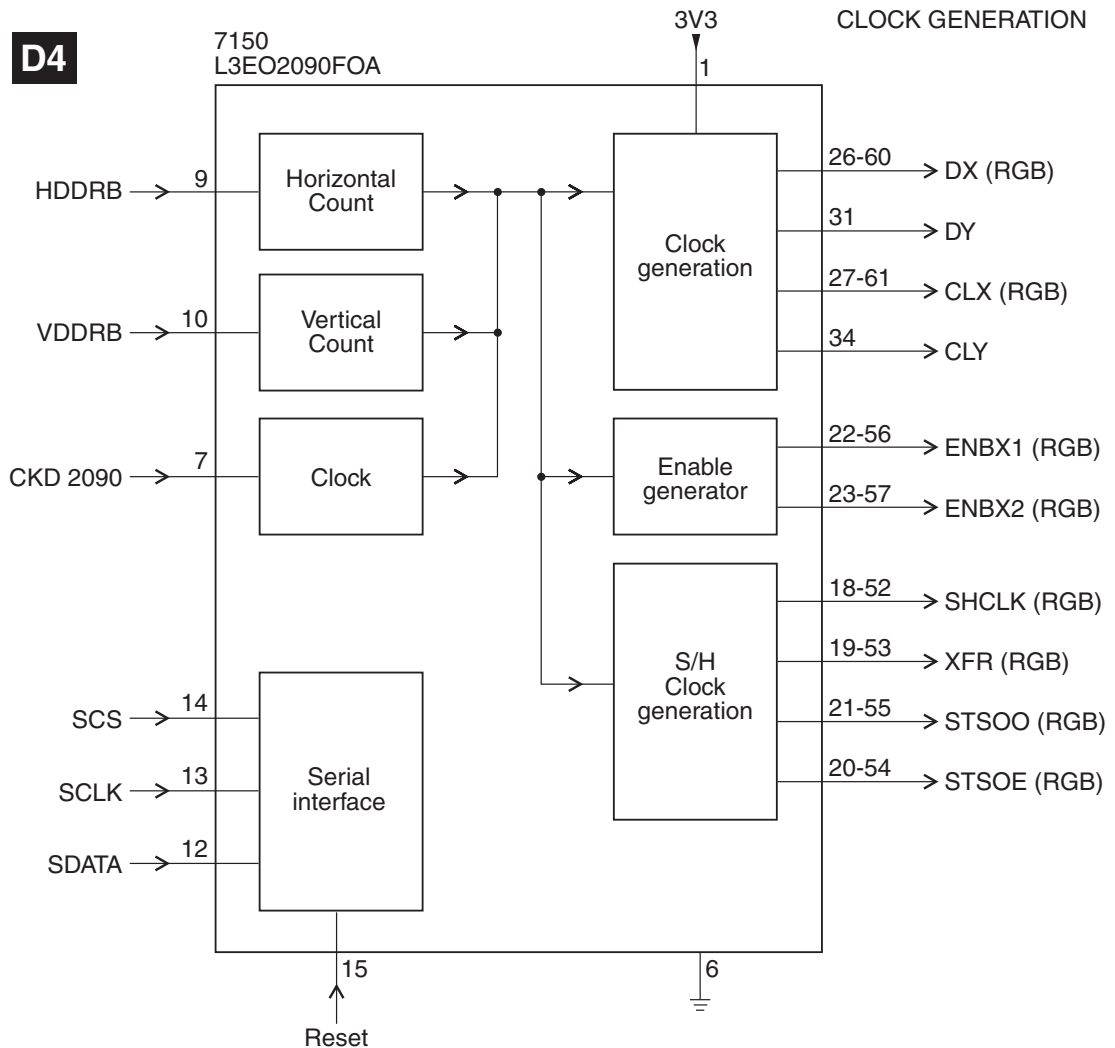 D4
7150
L3EO2090FOA
3V3
CLOCK GENERATION
1
HDDRB
9
Horizontal
Count
VDDRB
10
Vertical
Count
CKD 2090
7
Clock
SCS
14
SCLK
13
SDATA
12
Serial
interface
15
Reset
Clock
generation
26-60
DX (RGB)
31
DY
27-61
CLX (RGB)
34
CLY
Enable
generator
22-56
ENBX1 (RGB)
23-57
ENBX2 (RGB)
S/H
Clock
generation
18-52
SHCLK (RGB)
19-53
XFR (RGB)
21-55
STSOO (RGB)
20-54
STSOE (RGB)
6